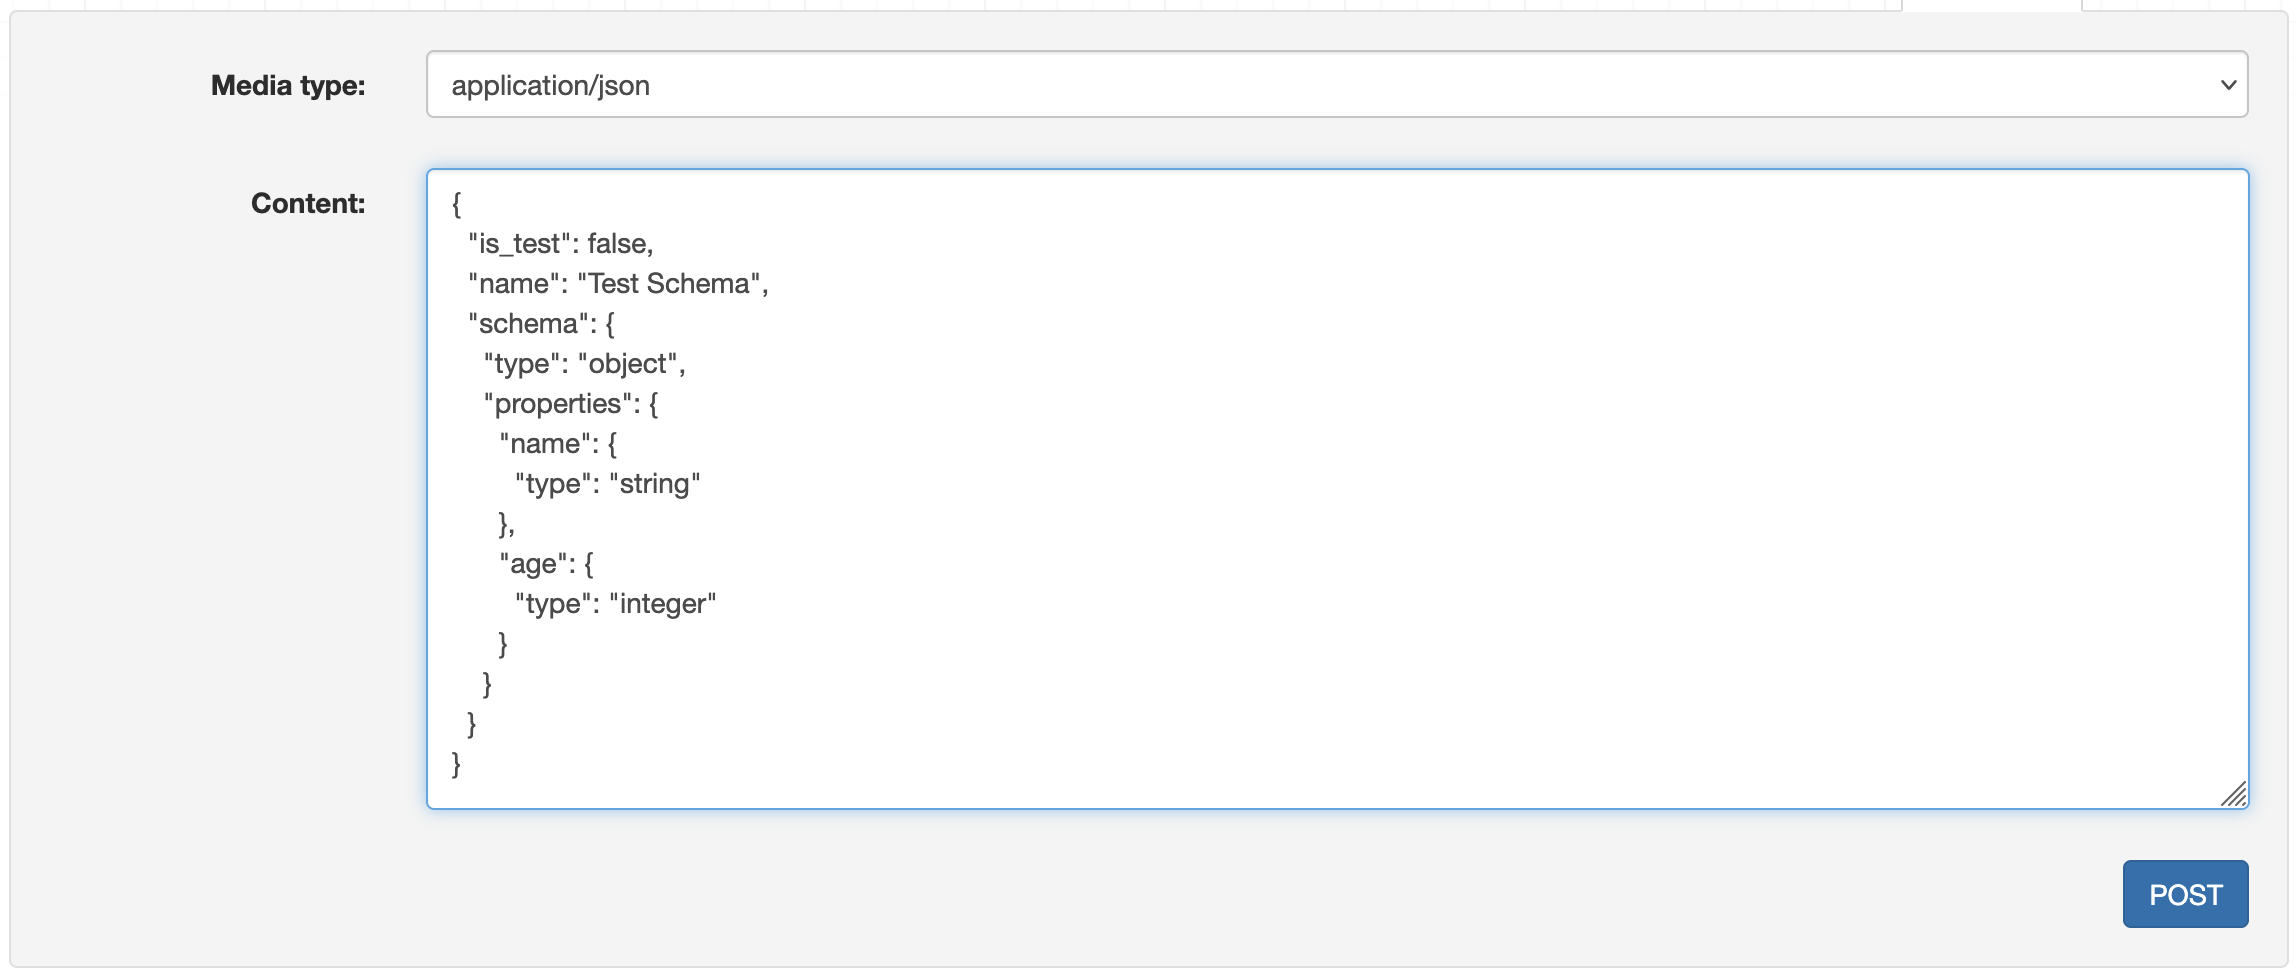 Media type:
application/json
Content:
{
"is_test": false,
"name": "Test Schema",
"schema": {
"type": "object",
"properties": {
"name": {
"type": "string"
},
"age": {
"type": "integer"
}
}
}
}
POST